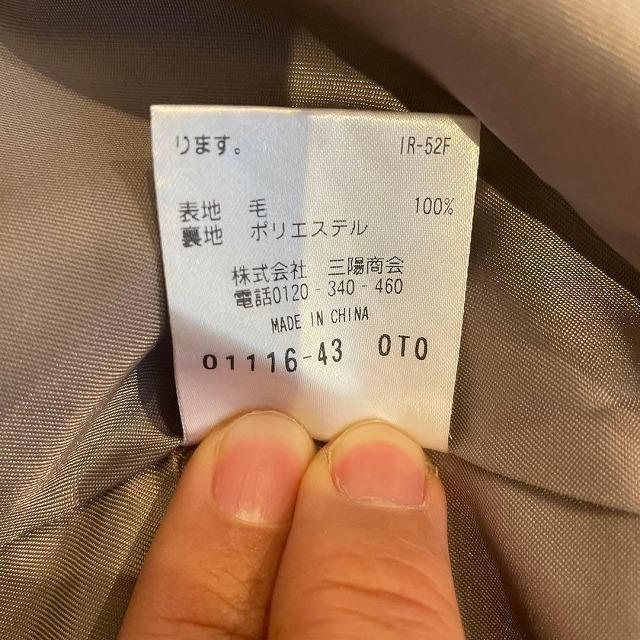 ります。 IR-52F
表地 毛 100%
裏地 ポリエステル
株式会社 三陽商会
電話0120-340-460
MADE IN CHINA
01116-43 OTO